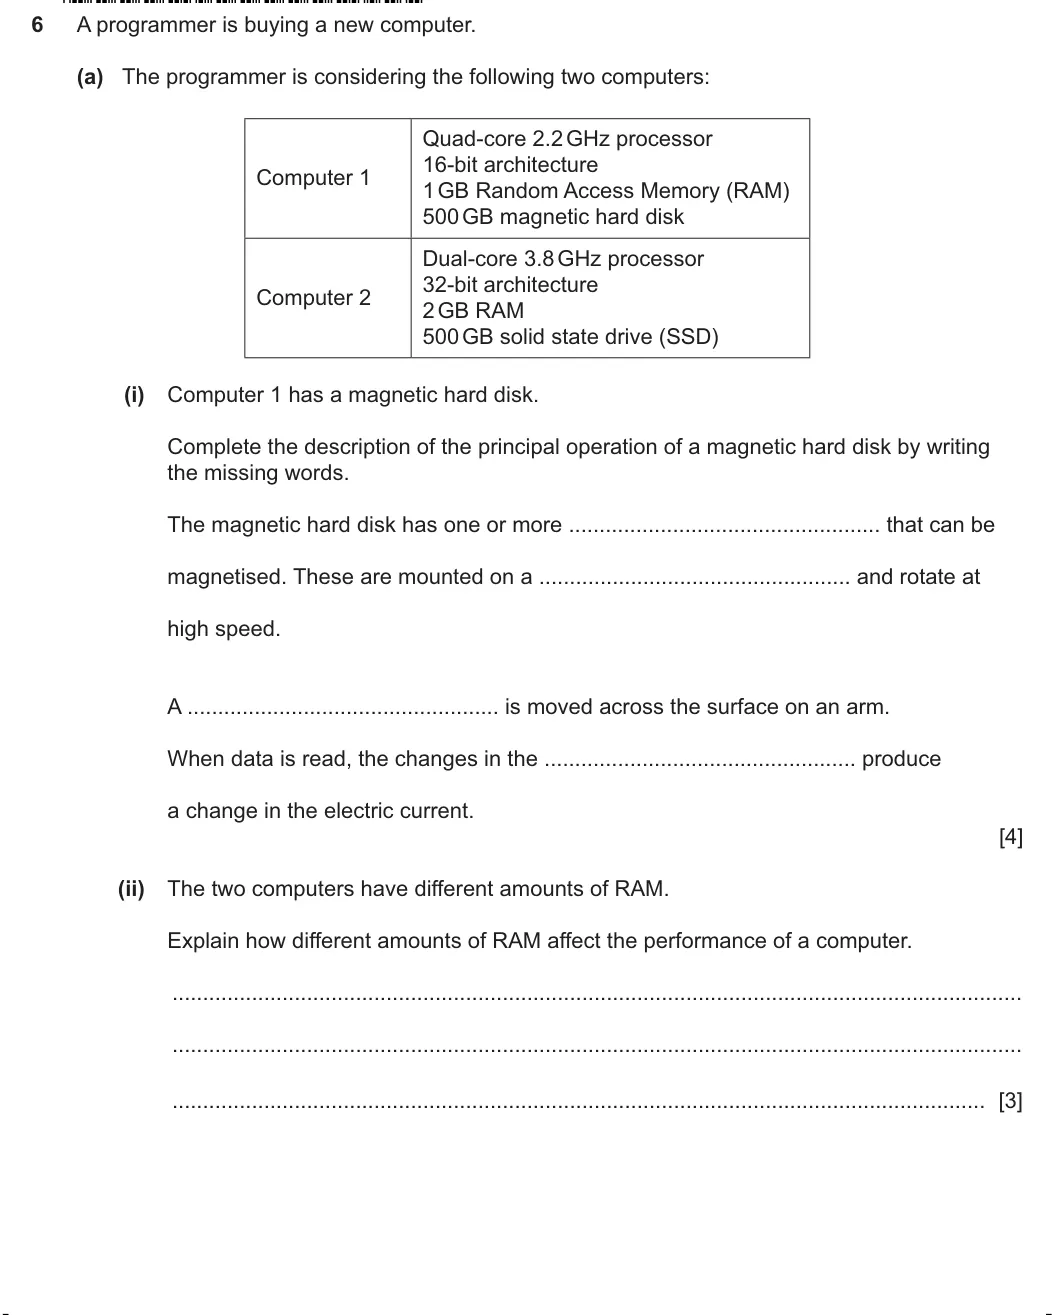 6 A programmer is buying a new computer.
(a) The programmer is considering the following two computers:
Computer 1
Quad-core 2.2 GHz processor
16-bit architecture
1 GB Random Access Memory (RAM)
500 GB magnetic hard disk
Computer 2
Dual-core 3.8 GHz processor
32-bit architecture
2 GB RAM
500 GB solid state drive (SSD)
(i) Computer 1 has a magnetic hard disk.
Complete the description of the principal operation of a magnetic hard disk by writing
the missing words.
The magnetic hard disk has one or more ................................................... that can be
magnetised. These are mounted on a ................................................... and rotate at
high speed.
A ................................................... is moved across the surface on an arm.
When data is read, the changes in the ................................................... produce
a change in the electric current.
[4]
(ii) The two computers have different amounts of RAM.
Explain how different amounts of RAM affect the performance of a computer.
...........................................................................................................................................
...........................................................................................................................................
..................................................................................................................................... [3]